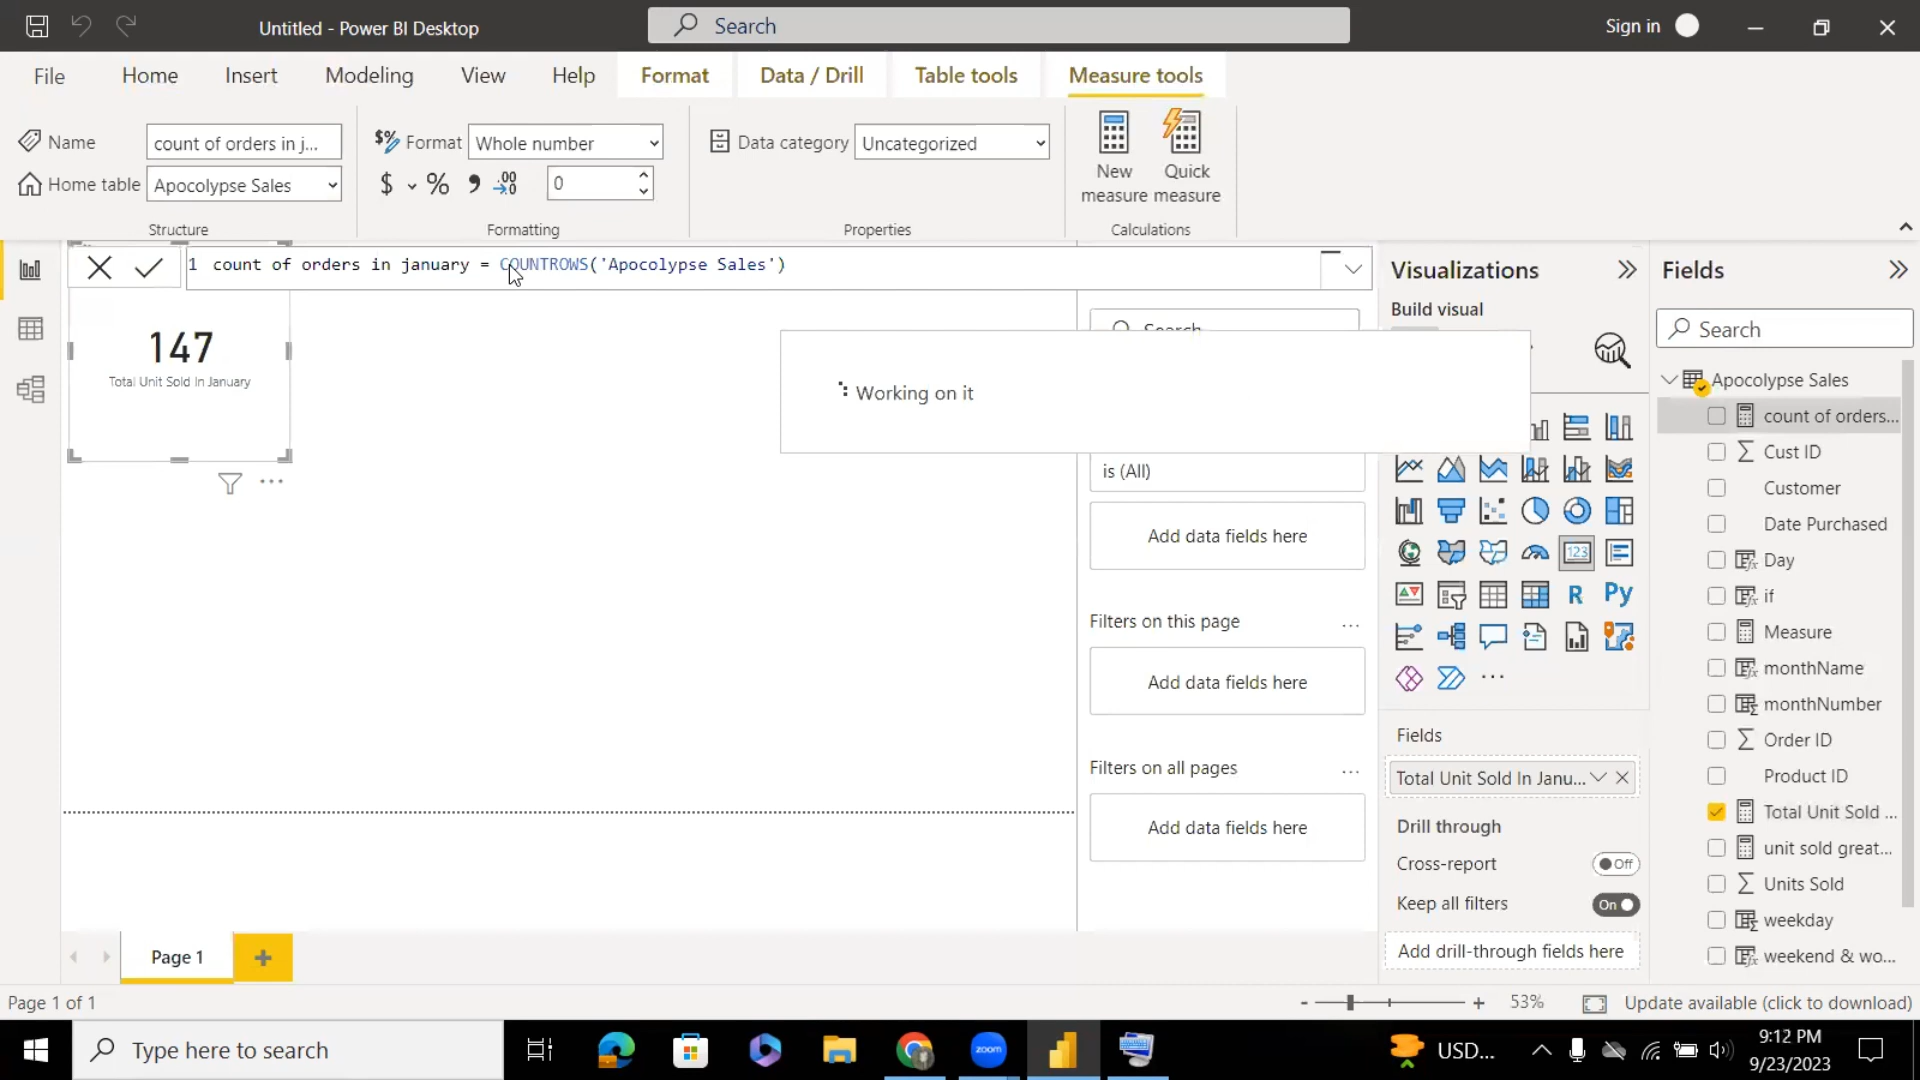 Untitled - Power BI Desktop
Search
Sign in
File
Home
Insert
Modeling
View
Help
Format
Data / Drill
Table tools
Measure tools
Name
count of orders in j...
Format
Whole number
Data category
Uncategorized
New measure
Quick measure
Home table
Apocolypse Sales
$
%
0
Structure
Formatting
Properties
Calculations
1 count of orders in january = COUNTROWS('Apocolypse Sales')
147
Total Unit Sold In January
Search
Working on it
is (All)
Add data fields here
Filters on this page
Add data fields here
Filters on all pages
Add data fields here
Visualizations
Build visual
123
R
Py
Fields
Total Unit Sold In Janu...
Drill through
Cross-report
Off
Keep all filters
On
Add drill-through fields here
Fields
Search
Apocolypse Sales
count of orders...
Cust ID
Customer
Date Purchased
Day
if
Measure
monthName
monthNumber
Order ID
Product ID
Total Unit Sold ...
unit sold great...
Units Sold
weekday
weekend & wo...
Page 1
Page 1 of 1
53%
Update available (click to download)
Type here to search
zoom
USD...
9:12 PM
9/23/2023